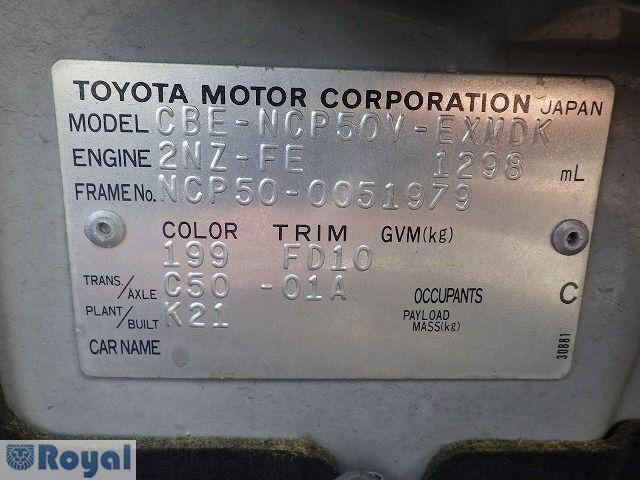 TOYOTA MOTOR CORPORATION JAPAN
MODEL CBE-NCP50V-EXMDK
ENGINE 2NZ-FE 1298 mL
FRAME No. NCP50-0051979
COLOR TRIM GVM(kg)
199 FD10
TRANS./AXLE C50 -01A OCCUPANTS C
PLANT/BUILT K21 PAYLOAD MASS(kg)
CAR NAME
30881
Royal